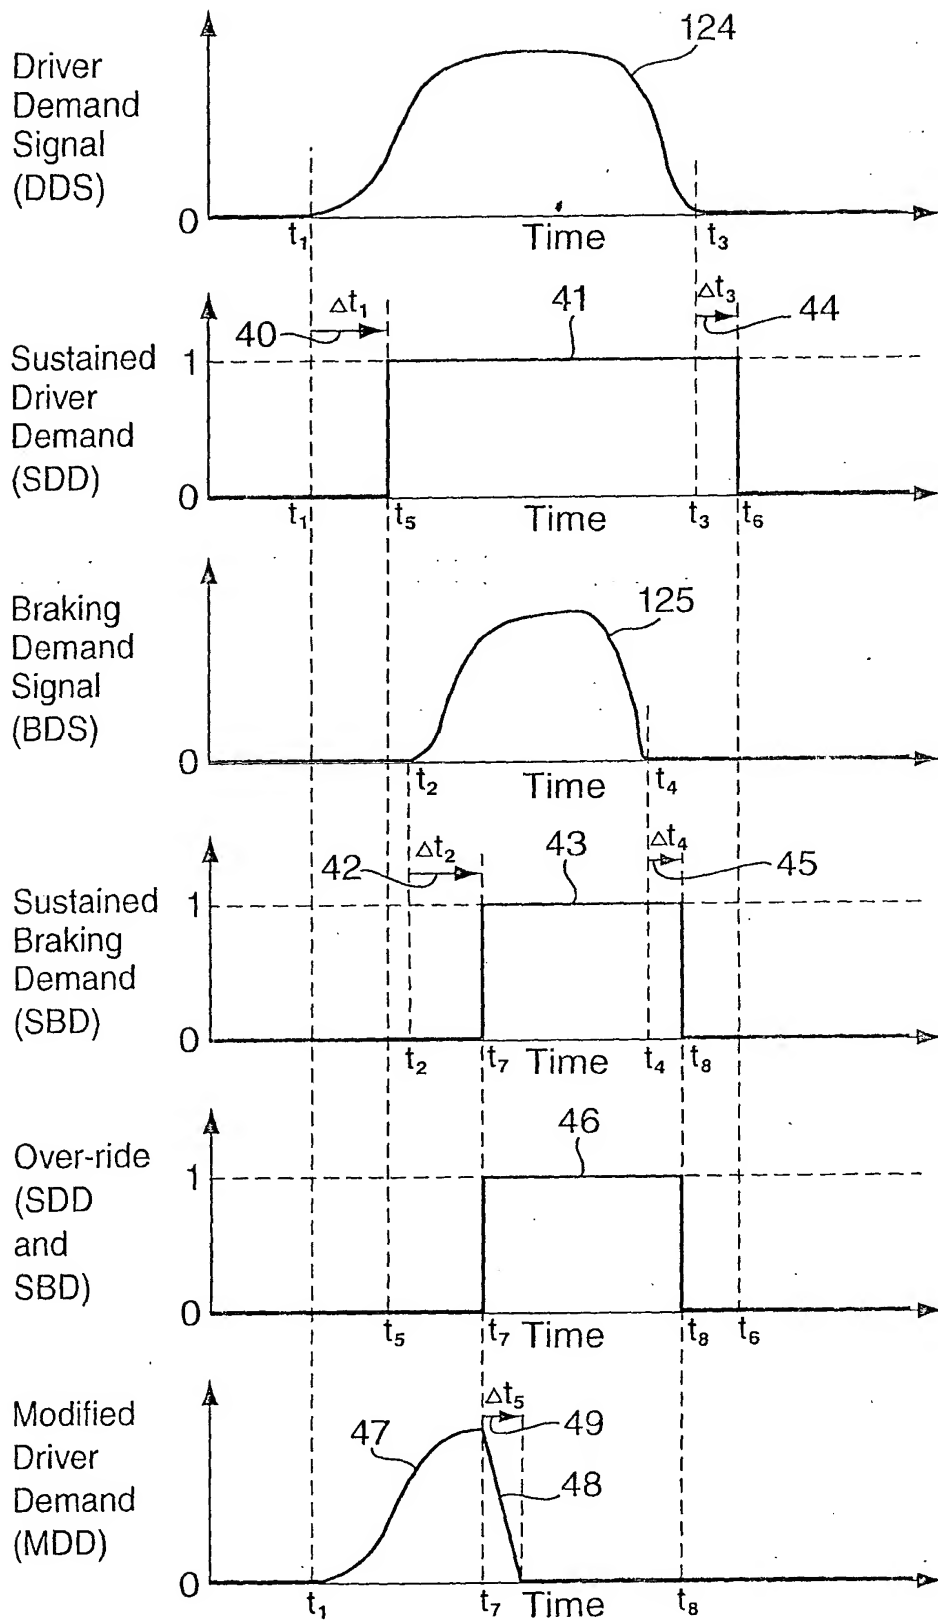 124
Driver
Demand
Signal
(DDS)
0
t₁
Time
t₃
Δt₁
41
Δt₃
40
44
1
Sustained
Driver
Demand
(SDD)
0
t₁
t₅
Time
t₃
t₆
125
Braking
Demand
Signal
(BDS)
0
t₂
Time
t₄
42
Δt₂
43
Δt₄
45
1
Sustained
Braking
Demand
(SBD)
0
t₂
t₇
Time
t₄
t₈
46
1
Over-ride
(SDD
and
SBD)
0
t₅
t₇
Time
t₈
t₆
Δt₅
47
49
48
Modified
Driver
Demand
(MDD)
0
t₁
t₇
Time
t₈